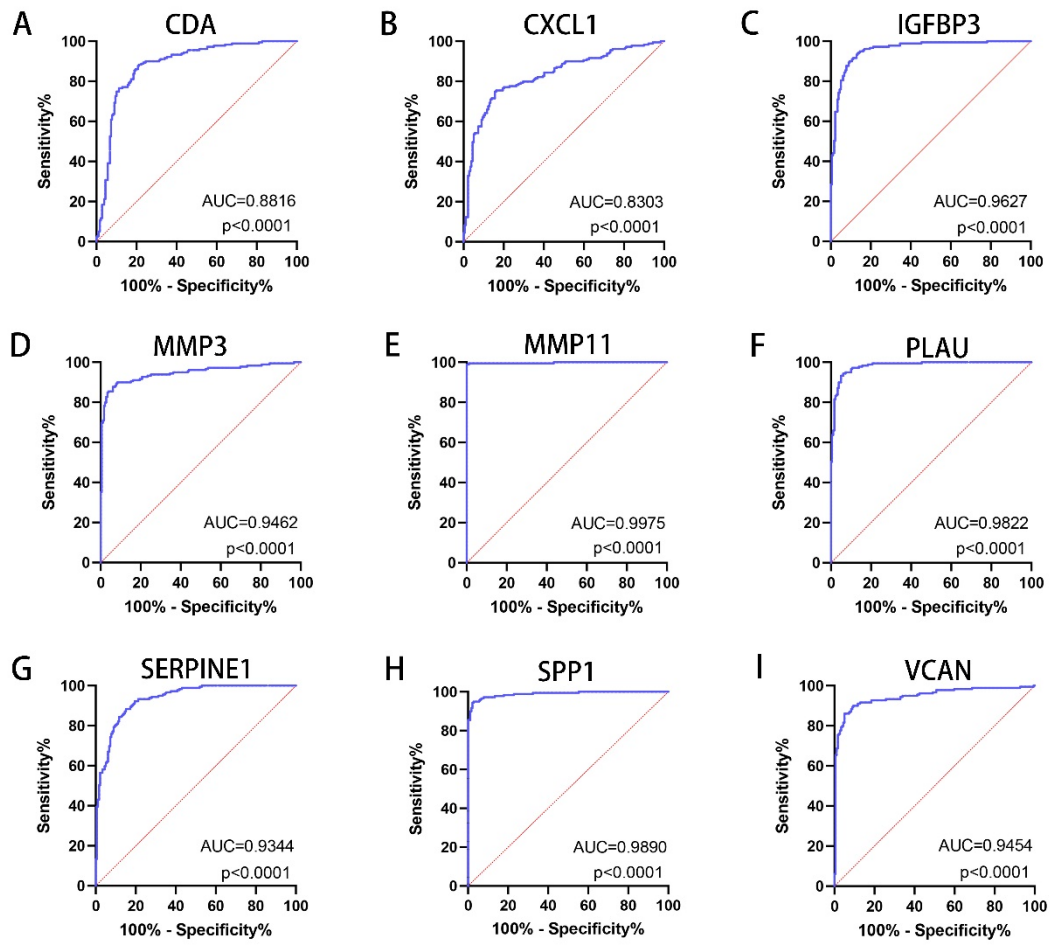 A
CDA
100
80
60
40
20
0
Sensitivity%
AUC=0.8816
p<0.0001
0 20 40 60 80 100
100% - Specificity%
B
CXCL1
100
80
60
40
20
0
Sensitivity%
AUC=0.8303
p<0.0001
0 20 40 60 80 100
100% - Specificity%
C
IGFBP3
100
80
60
40
20
0
Sensitivity%
AUC=0.9627
p<0.0001
0 20 40 60 80 100
100% - Specificity%
D
MMP3
100
80
60
40
20
0
Sensitivity%
AUC=0.9462
p<0.0001
0 20 40 60 80 100
100% - Specificity%
E
MMP11
100
80
60
40
20
0
Sensitivity%
AUC=0.9975
p<0.0001
0 20 40 60 80 100
100% - Specificity%
F
PLAU
100
80
60
40
20
0
Sensitivity%
AUC=0.9822
p<0.0001
0 20 40 60 80 100
100% - Specificity%
G
SERPINE1
100
80
60
40
20
0
Sensitivity%
AUC=0.9344
p<0.0001
0 20 40 60 80 100
100% - Specificity%
H
SPP1
100
80
60
40
20
0
Sensitivity%
AUC=0.9890
p<0.0001
0 20 40 60 80 100
100% - Specificity%
I
VCAN
100
80
60
40
20
0
Sensitivity%
AUC=0.9454
p<0.0001
0 20 40 60 80 100
100% - Specificity%